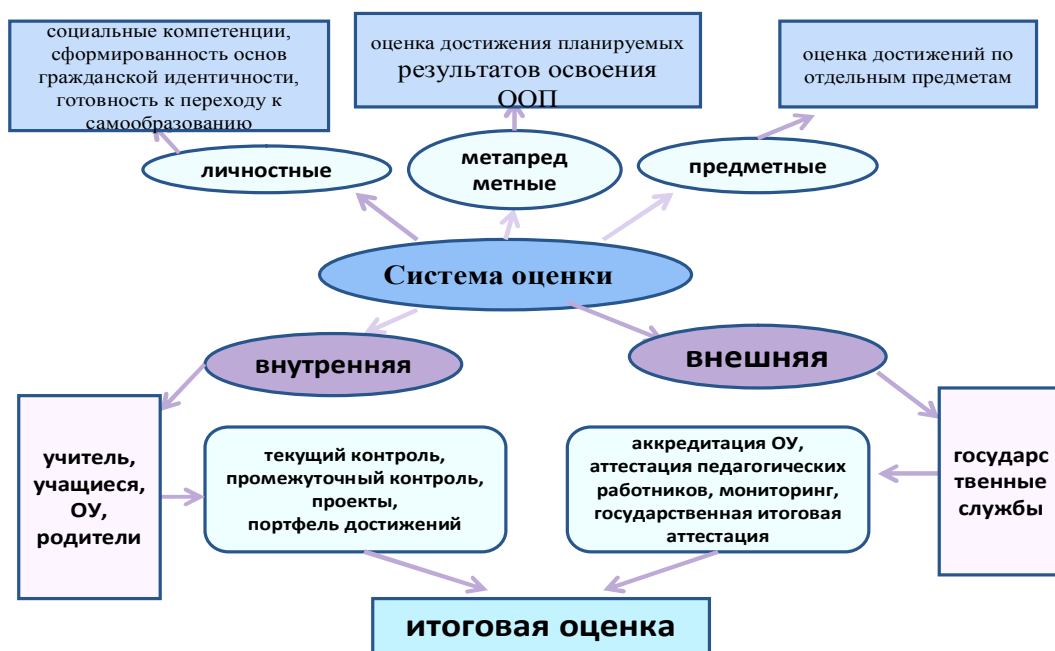 социальные компетенции,
сформированность основ
гражданской идентичности,
готовность к переходу к
самообразованию
оценка достижения планируемых
результатов освоения
ООП
оценка достижений по
отдельным предметам
личностные
метапред
метные
предметные
Система оценки
внутренняя
внешняя
учитель,
учащиеся,
ОУ,
родители
текущий контроль,
промежуточный контроль,
проекты,
портфель достижений
аккредитация ОУ,
аттестация педагогических
работников, мониторинг,
государственная итоговая
аттестация
государс
твенные
службы
итоговая оценка